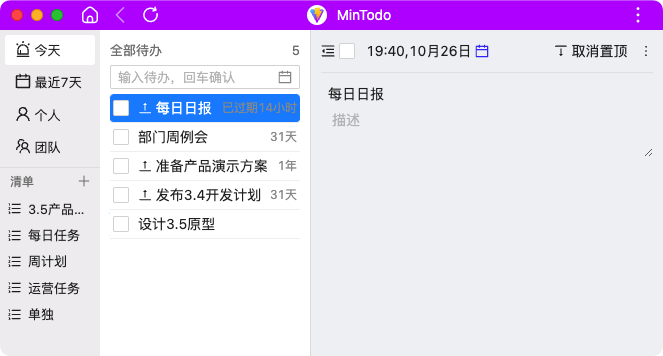 MinTodo
今天
最近7天
个人
团队
清单
3.5产品...
每日任务
周计划
运营任务
单独
全部待办 5
输入待办，回车确认
每日日报 已过期14小时
部门周例会 31天
准备产品演示方案 1年
发布3.4开发计划 31天
设计3.5原型
19:40,10月26日 取消置顶
每日日报
描述